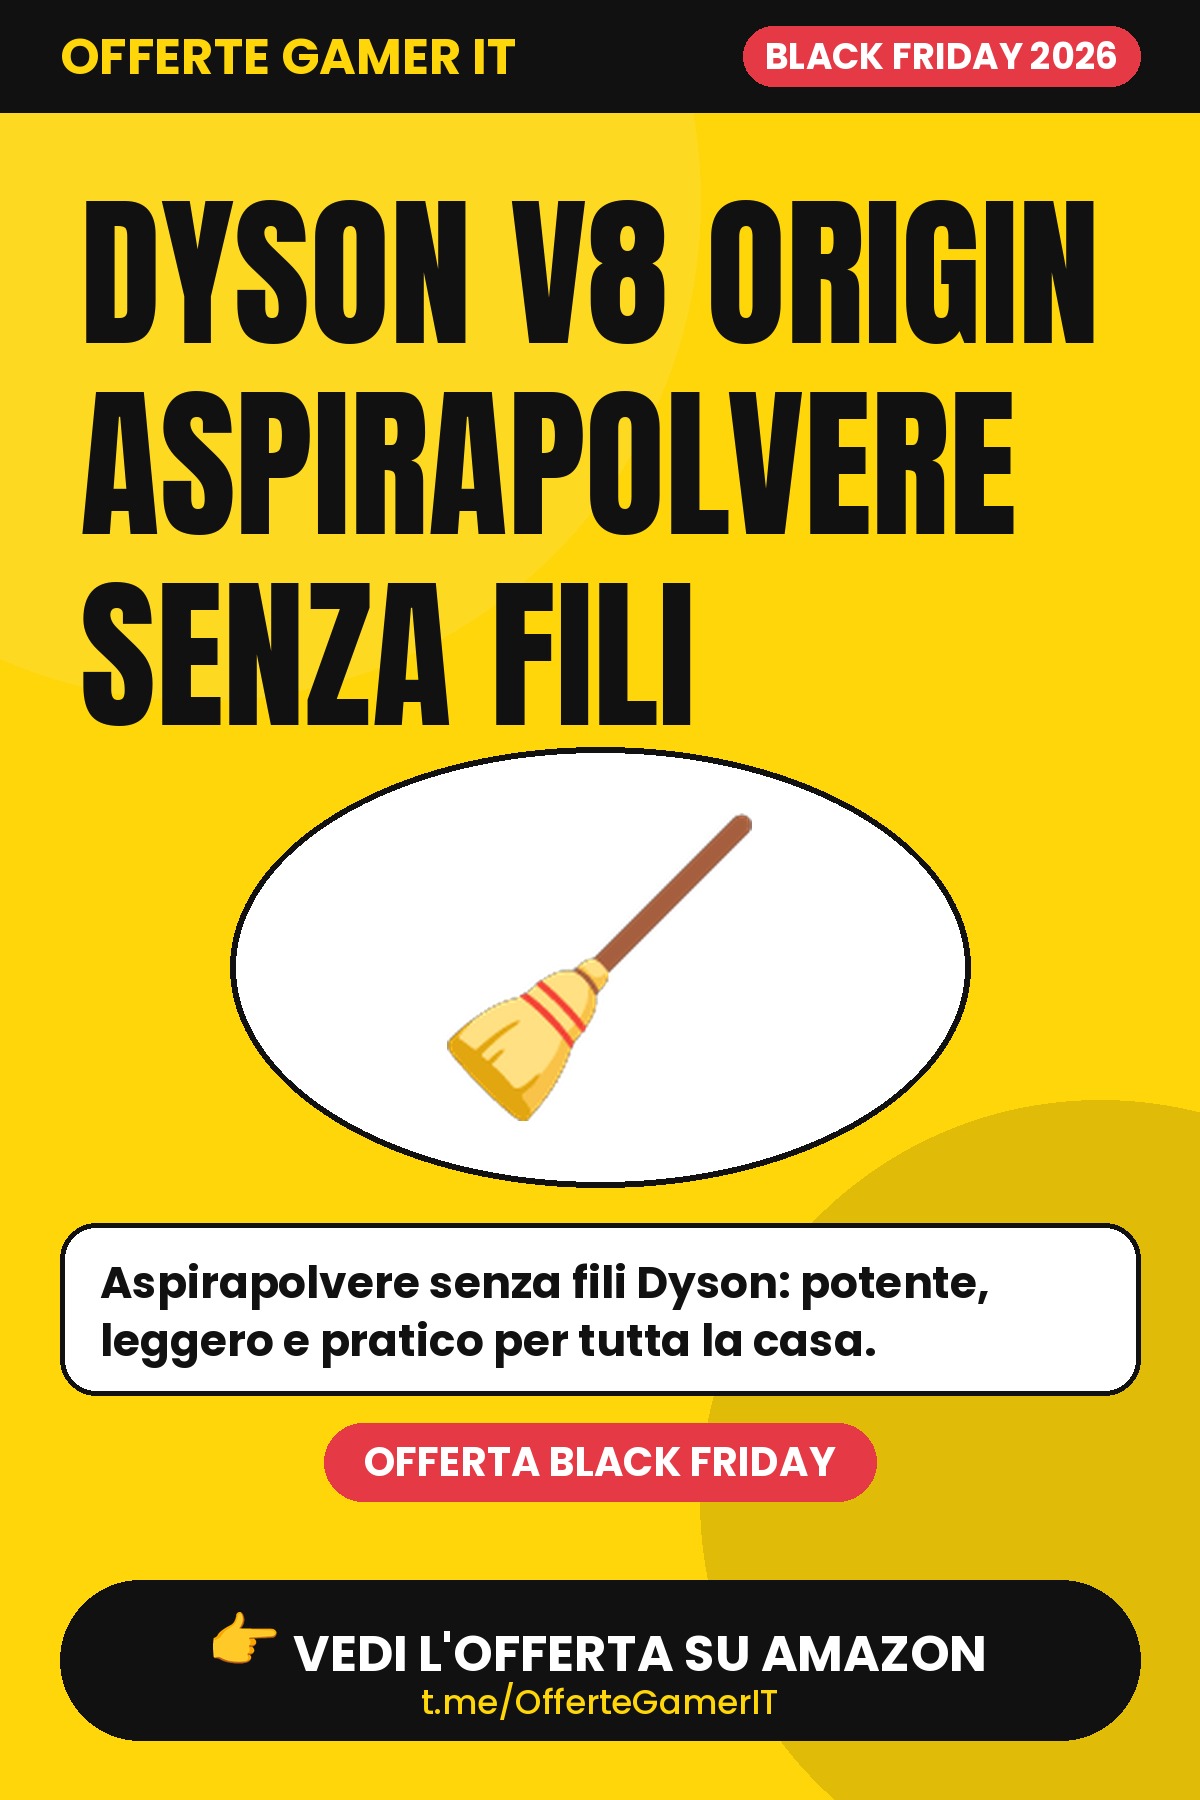 OFFERTE GAMER IT
BLACK FRIDAY 2026
DYSON V8 ORIGIN
ASPIRAPOLVERE
SENZA FILI
Aspirapolvere senza fili Dyson: potente,
leggero e pratico per tutta la casa.
OFFERTA BLACK FRIDAY
👉 VEDI L'OFFERTA SU AMAZON
t.me/OfferteGamerIT